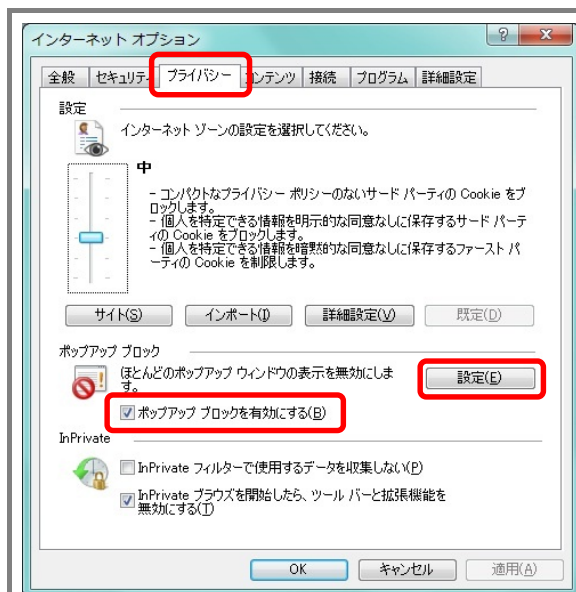 インターネット オプション
全般 セキュリティ プライバシー コンテンツ 接続 プログラム 詳細設定
設定
インターネット ゾーンの設定を選択してください。
中
- コンパクトなプライバシー ポリシーのないサード パーティの Cookie をブ
ロックします。
- 個人を特定できる情報を明示的な同意なしに保存するサード パーテ
ィの Cookie をブロックします。
- 個人を特定できる情報を暗黙的な同意なしに保存するファースト パ
ーティの Cookie を制限します。
サイト(S) インポート(I) 詳細設定(V) 既定(D)
ポップアップ ブロック
ほとんどのポップアップ ウィンドウの表示を無効にしま
す。
設定(E)
ポップアップ ブロックを有効にする(B)
InPrivate
InPrivate フィルターで使用するデータを収集しない(P)
InPrivate ブラウズを開始したら、ツール バーと拡張機能を
無効にする(T)
OK キャンセル 適用(A)